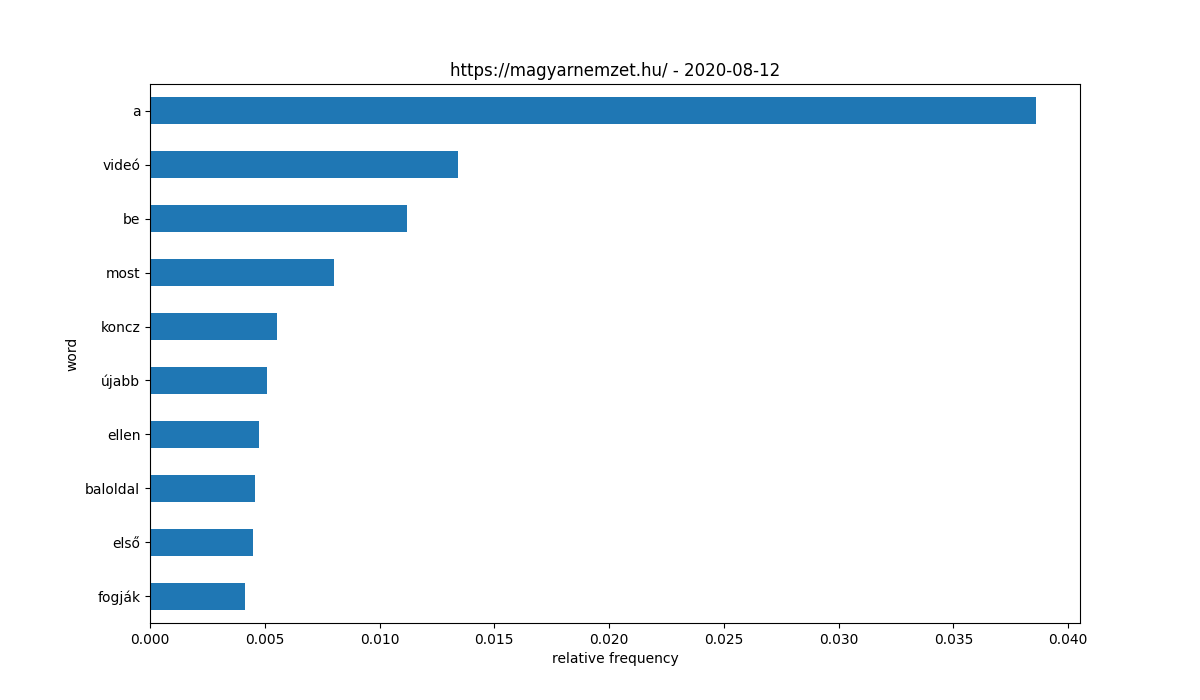 https://magyarnemzet.hu/ - 2020-08-12
word
a
videó
be
most
koncz
újabb
ellen
baloldal
első
fogják
0.000 0.005 0.010 0.015 0.020 0.025 0.030 0.035 0.040
relative frequency